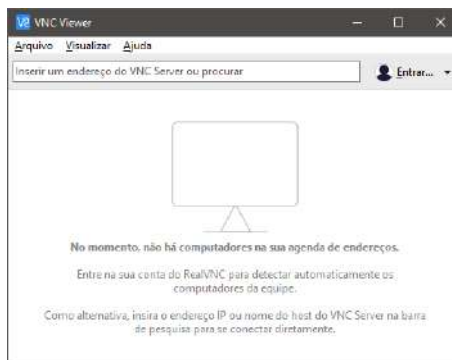 VNC Viewer
Arquivo Visualizar Ajuda
Inserir um endereço do VNC Server ou procurar
Entrar...
No momento, não há computadores na sua agenda de endereços.
Entre na sua conta do RealVNC para detectar automaticamente os
computadores da equipe.
Como alternativa, insira o endereço IP ou nome do host do VNC Server na barra
de pesquisa para se conectar diretamente.